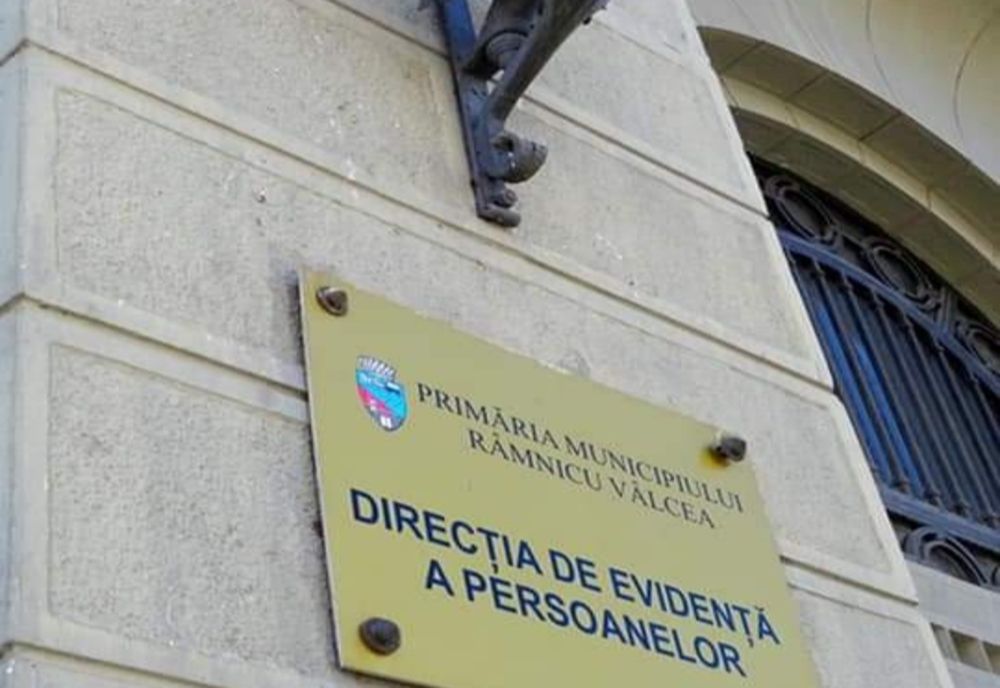 PRIMĂRIA MUNICIPIULUI
RÂMNICU VÂLCEA
DIRECȚIA DE EVIDENȚĂ
A PERSOANELOR